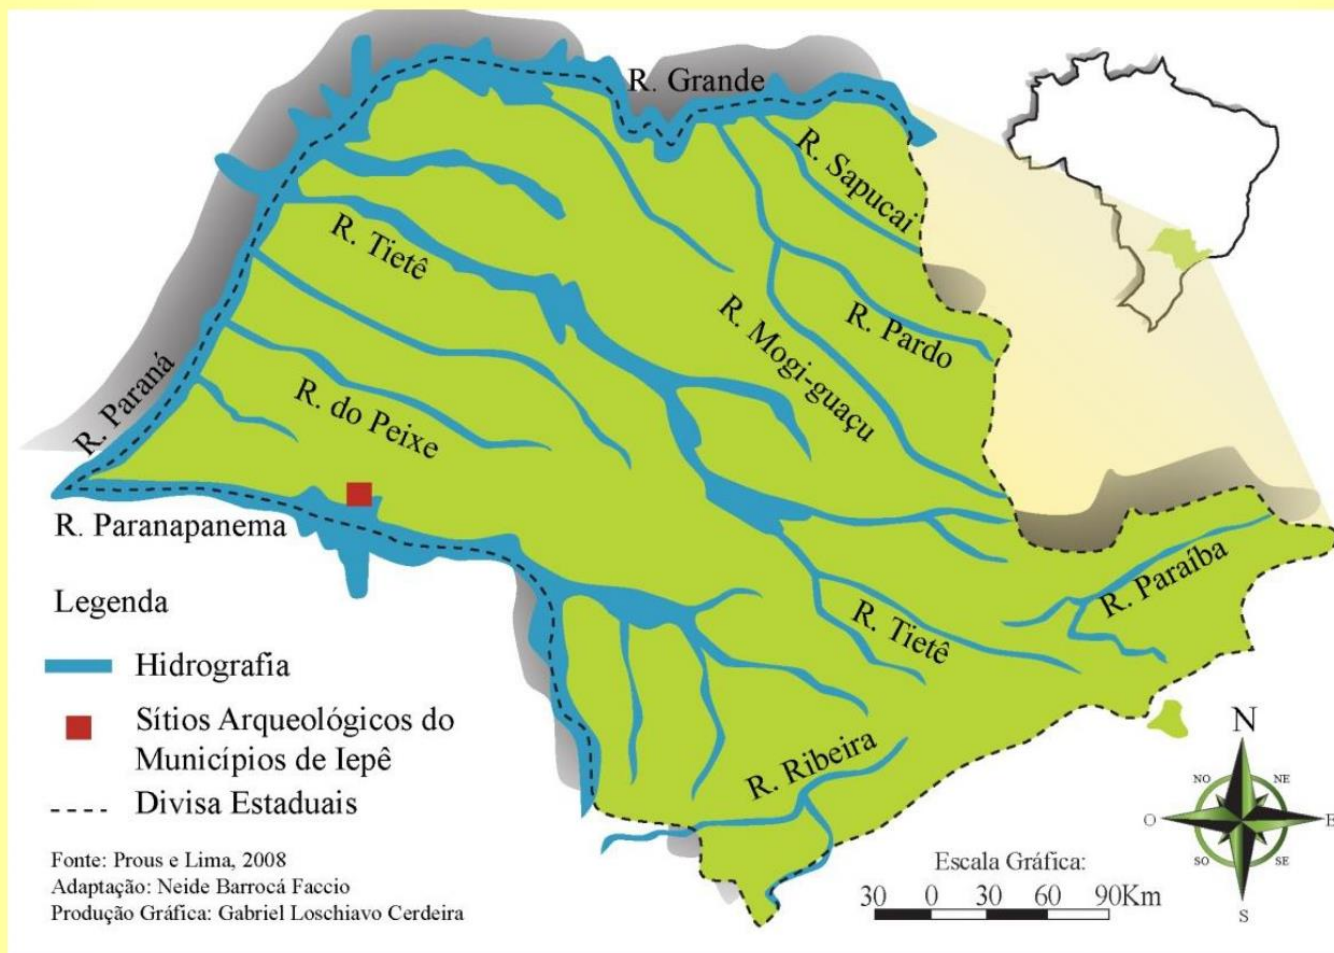 R. Grande
R. Sapucai
R. Tietê
R. Pardo
R. Mogi-guaçu
R. Paraná
R. do Peixe
R. Paranapanema
R. Paraíba
R. Tietê
R. Ribeira
Legenda
Hidrografia
Sítios Arqueológicos do
Municípios de Iepê
Divisa Estaduais
Fonte: Prous e Lima, 2008
Adaptação: Neide Barrocá Faccio
Produção Gráfica: Gabriel Loschiavo Cerdeira
Escala Gráfica:
30 0 30 60 90Km
N
NO NE
O E
SO SE
S